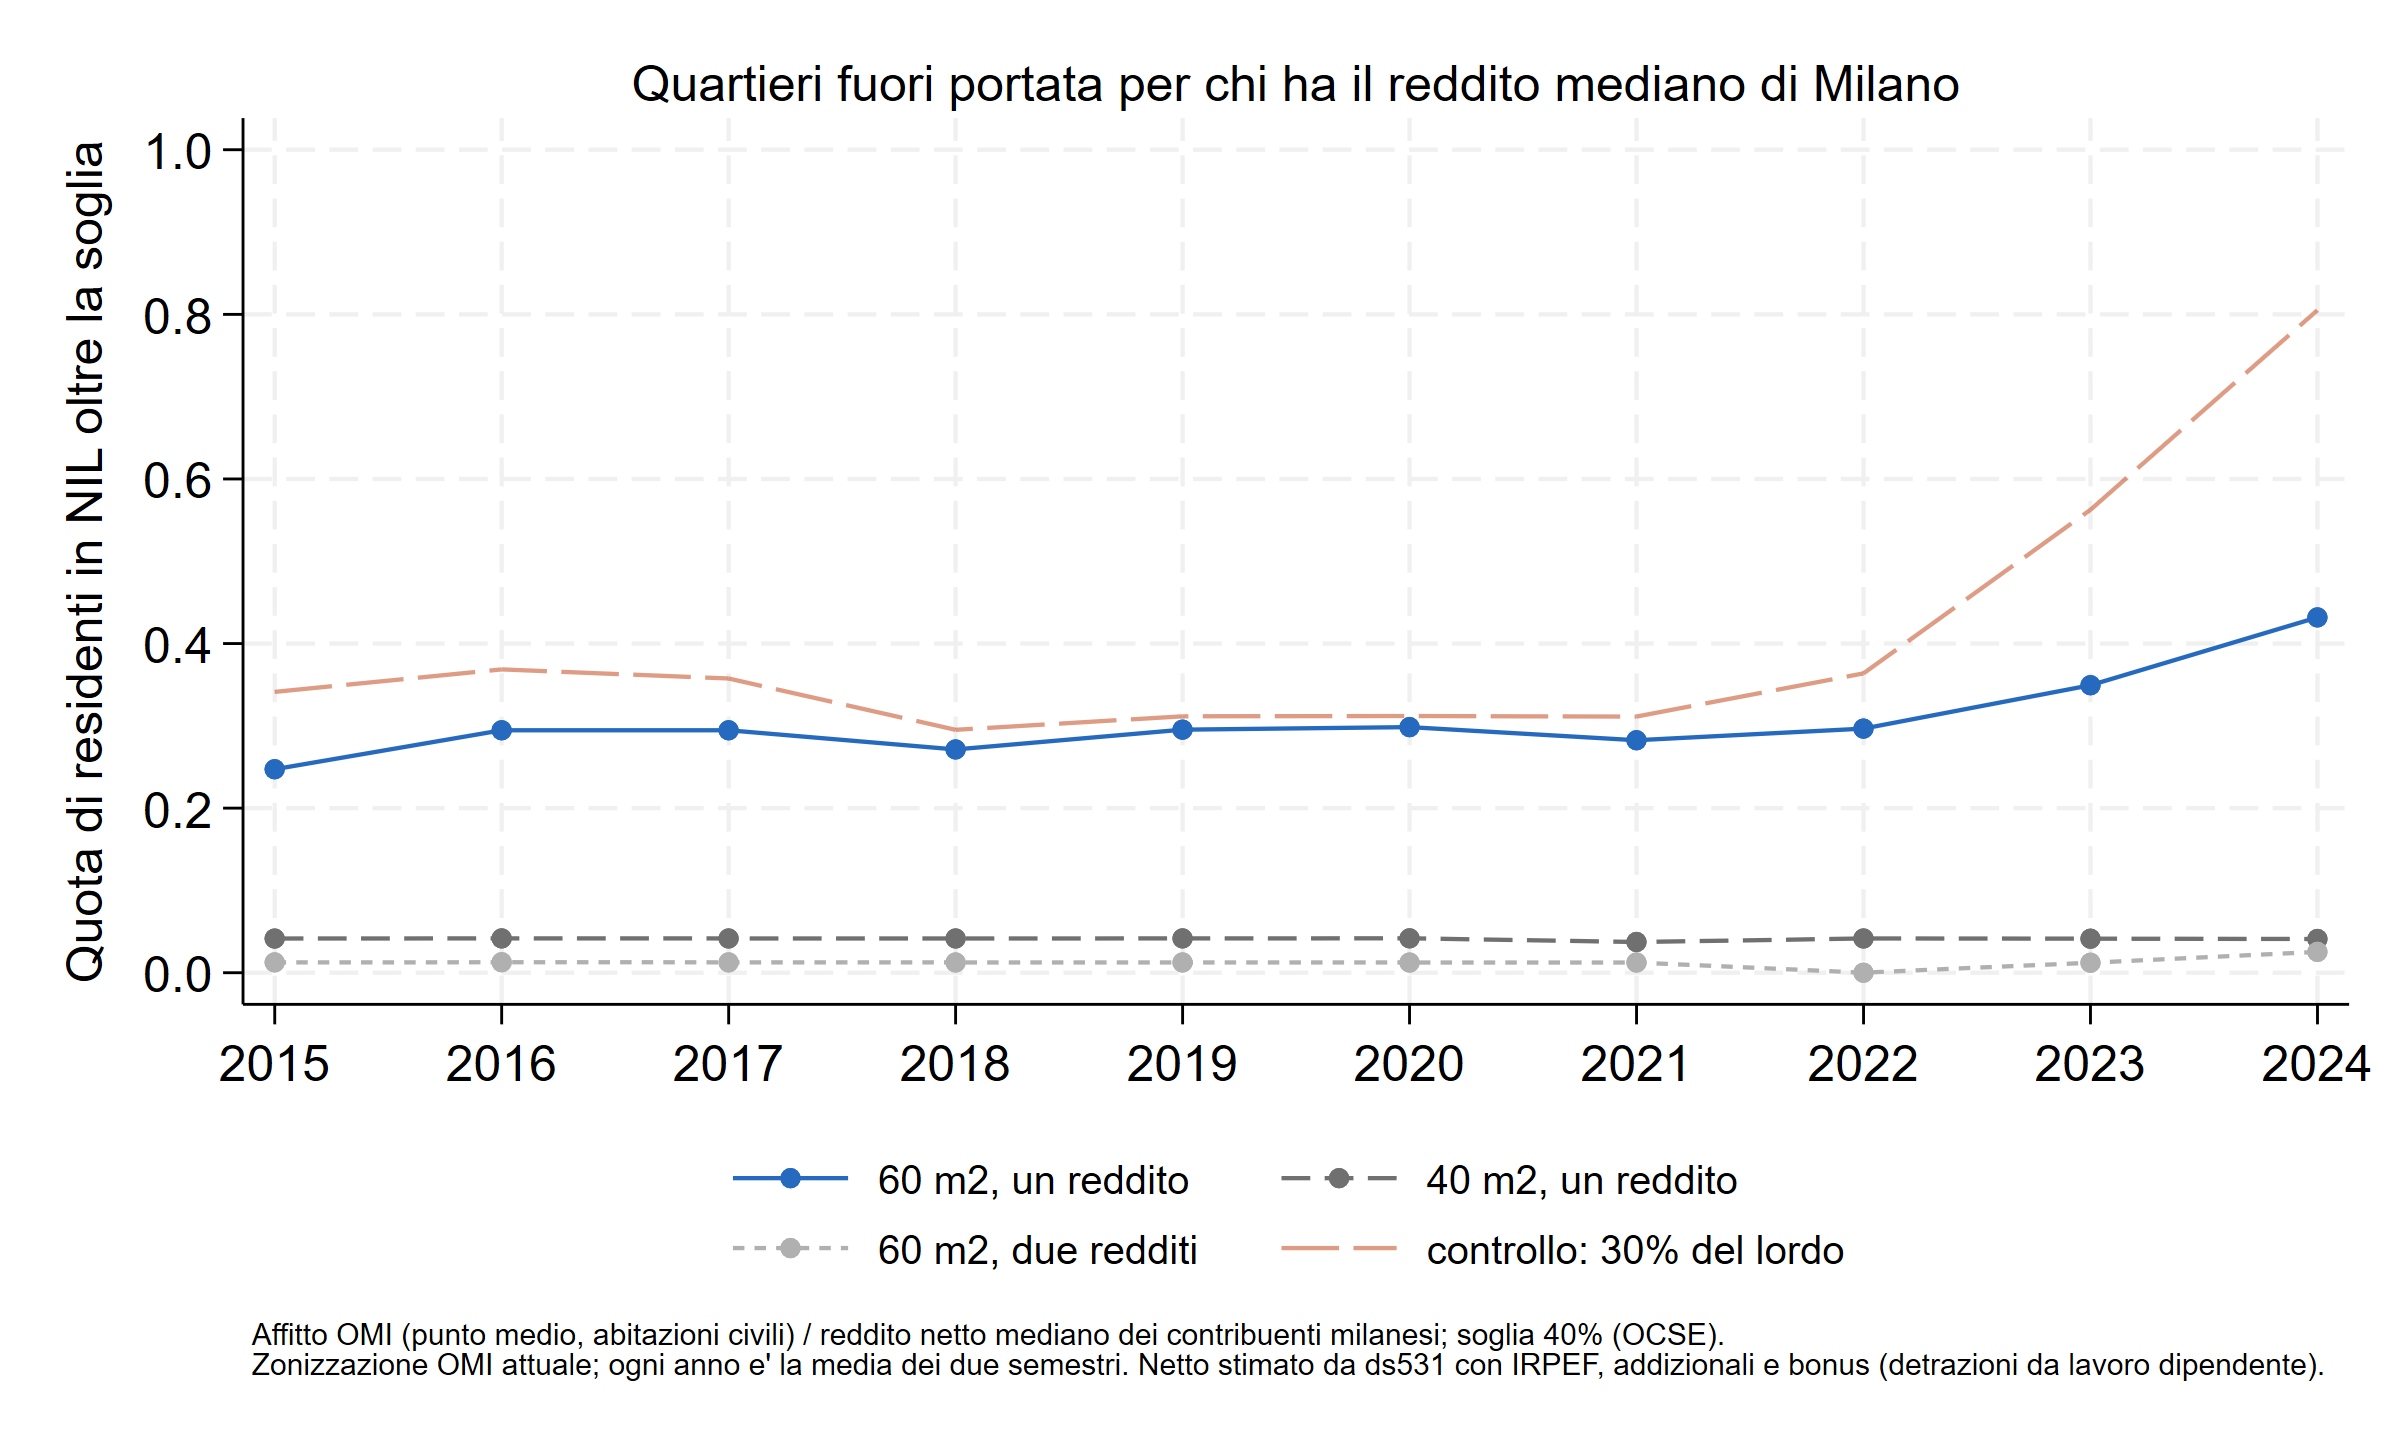 Quartieri fuori portata per chi ha il reddito mediano di Milano
Quota di residenti in NIL oltre la soglia
1.0
0.8
0.6
0.4
0.2
0.0
2015 2016 2017 2018 2019 2020 2021 2022 2023 2024
60 m2, un reddito
40 m2, un reddito
60 m2, due redditi
controllo: 30% del lordo
Affitto OMI (punto medio, abitazioni civili) / reddito netto mediano dei contribuenti milanesi; soglia 40% (OCSE).
Zonizzazione OMI attuale; ogni anno e' la media dei due semestri. Netto stimato da ds531 con IRPEF, addizionali e bonus (detrazioni da lavoro dipendente).